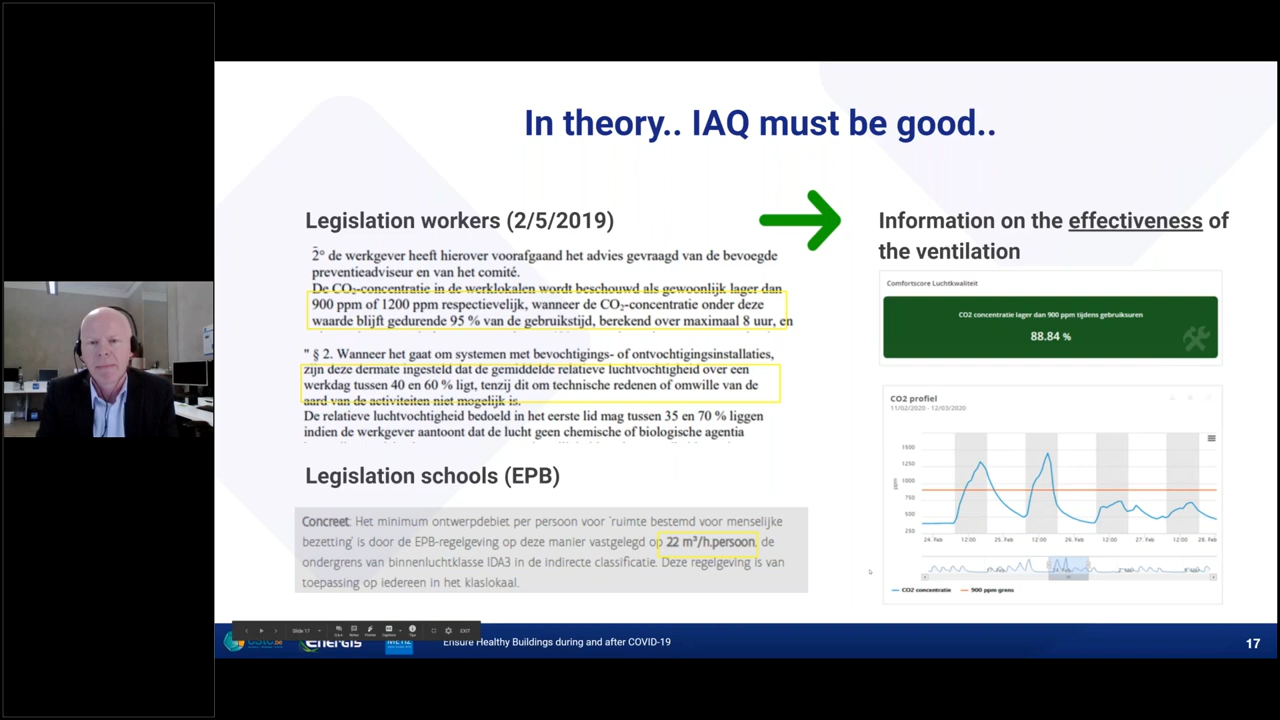 In theory.. IAQ must be good..
Legislation workers (2/5/2019)
2° de werkgever heeft hierover voorafgaand het advies gevraagd van de bevoegde
preventieadviseur en van het comité.
De CO₂-concentratie in de werklokalen wordt beschouwd als gewoonlijk lager dan
900 ppm of 1200 ppm respectievelijk, wanneer de CO₂-concentratie onder deze
waarde blijft gedurende 95 % van de gebruikstijd, berekend over maximaal 8 uur, en
" § 2. Wanneer het gaat om systemen met bevochtigings- of ontvochtigingsinstallaties,
zijn deze dermate ingesteld dat de gemiddelde relatieve luchtvochtigheid over een
werkdag tussen 40 en 60 % ligt, tenzij dit om technische redenen of omwille van de
aard van de activiteiten niet mogelijk is.
De relatieve luchtvochtigheid bedoeld in het eerste lid mag tussen 35 en 70 % liggen
indien de werkgever aantoont dat de lucht geen chemische of biologische agentia
Legislation schools (EPB)
Concreet: Het minimum ontwerpdebiet per persoon voor 'ruimte bestemd voor menselijke
bezetting' is door de EPB-regelgeving op deze manier vastgelegd op 22 m³/h.persoon, de
ondergrens van binnenluchtklasse IDA3 in de indirecte classificatie. Deze regelgeving is van
toepassing op iedereen in het klaslokaal.
Information on the effectiveness of
the ventilation
Comfortscore Luchtkwaliteit
CO2 concentratie lager dan 900 ppm tijdens gebruiksuren
88.84 %
CO2 profiel
11/02/2020 - 12/03/2020
ppm
1500
1250
1000
750
500
250
24. Feb 12:00 25. Feb 12:00 26. Feb 12:00 27. Feb 12:00 28. Feb
CO2 concentratie 900 ppm grens
Slide 17
EXIT
energis
Ensure Healthy Buildings during and after COVID-19
17